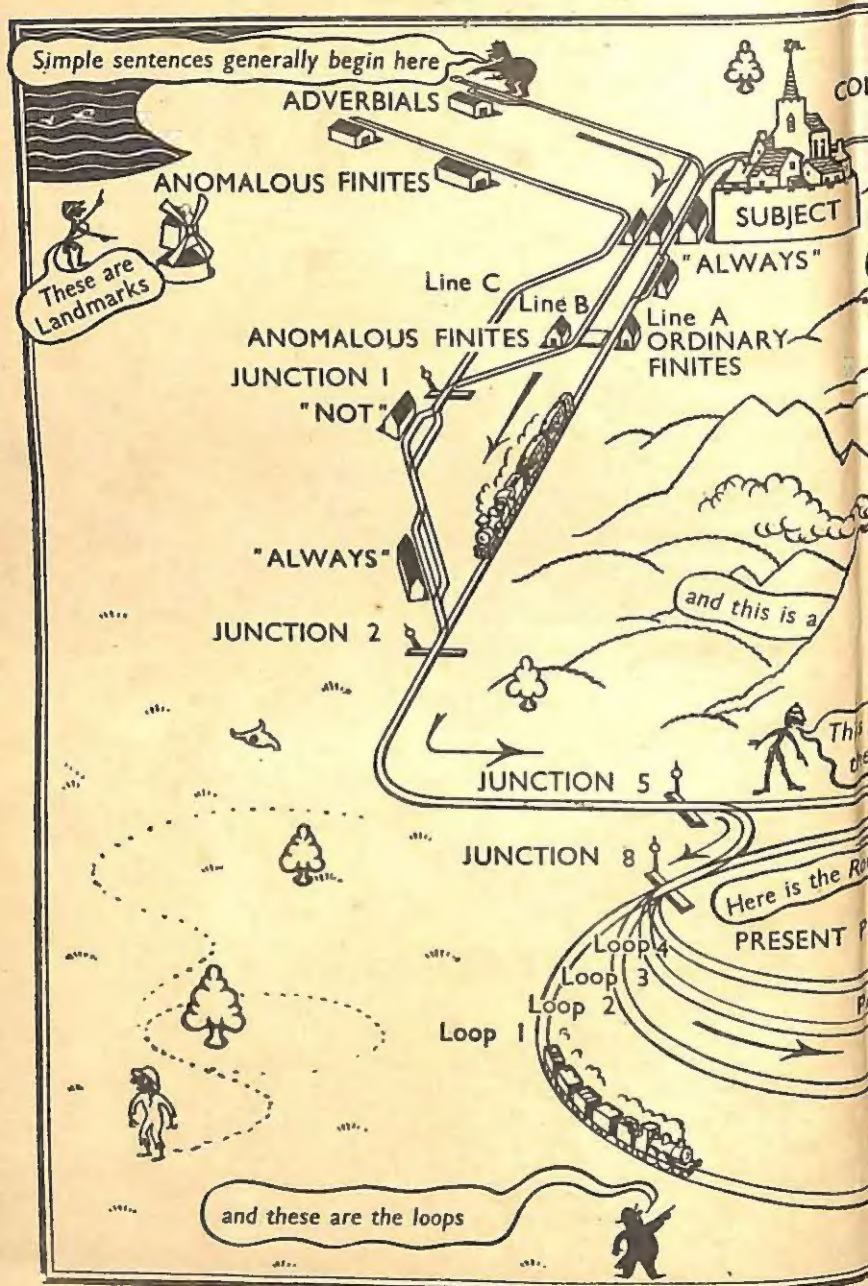 Simple sentences generally begin here
ADVERBIALS
ANOMALOUS FINITES
SUBJECT
These are
Landmarks
"ALWAYS"
Line C
Line B
Line A
ANOMALOUS FINITES
ORDINARY
FINITES
JUNCTION 1
"NOT"
"ALWAYS"
and this is a
JUNCTION 2
JUNCTION 5
JUNCTION 8
Here is the
PRESENT
Loop 4
Loop 3
Loop 2
Loop 1
and these are the loops